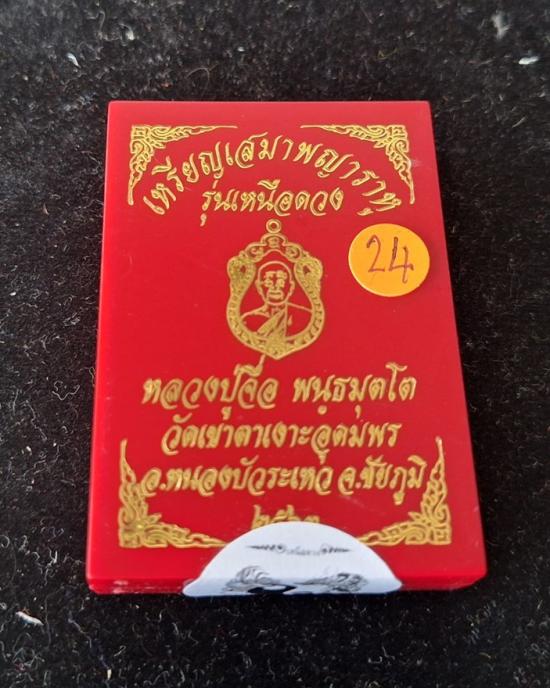 เหรียญเสมาพญาราหู
รุ่นเหนือดวง
24
หลวงปู่จื่อ พนฺธมุตฺโต
วัดเขาตาเงาะอุดมพร
อ.หนองบัวระเหว จ.ชัยภูมิ